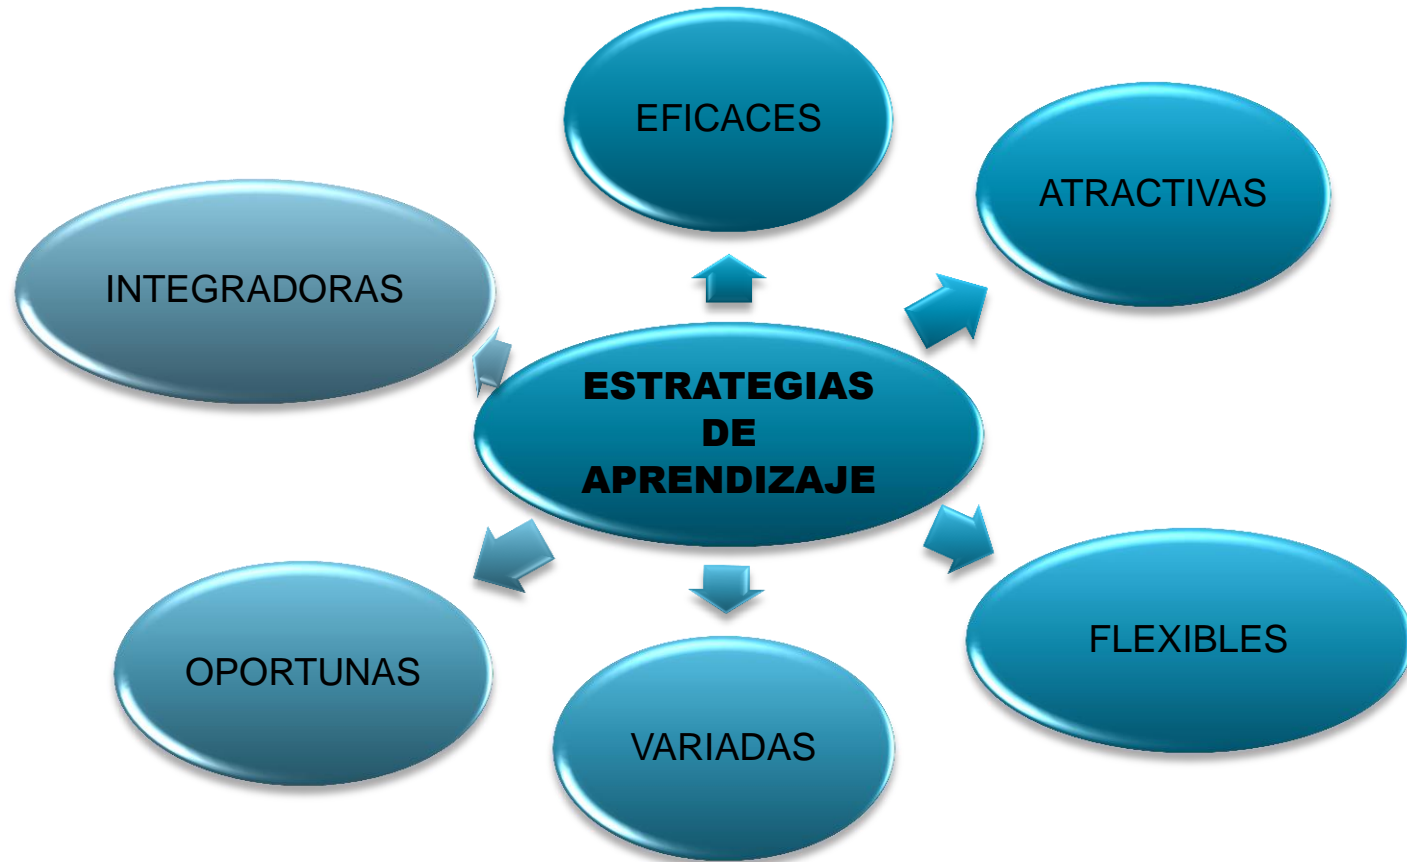 EFICACES
ATRACTIVAS
INTEGRADORAS
ESTRATEGIAS
DE
APRENDIZAJE
FLEXIBLES
OPORTUNAS
VARIADAS